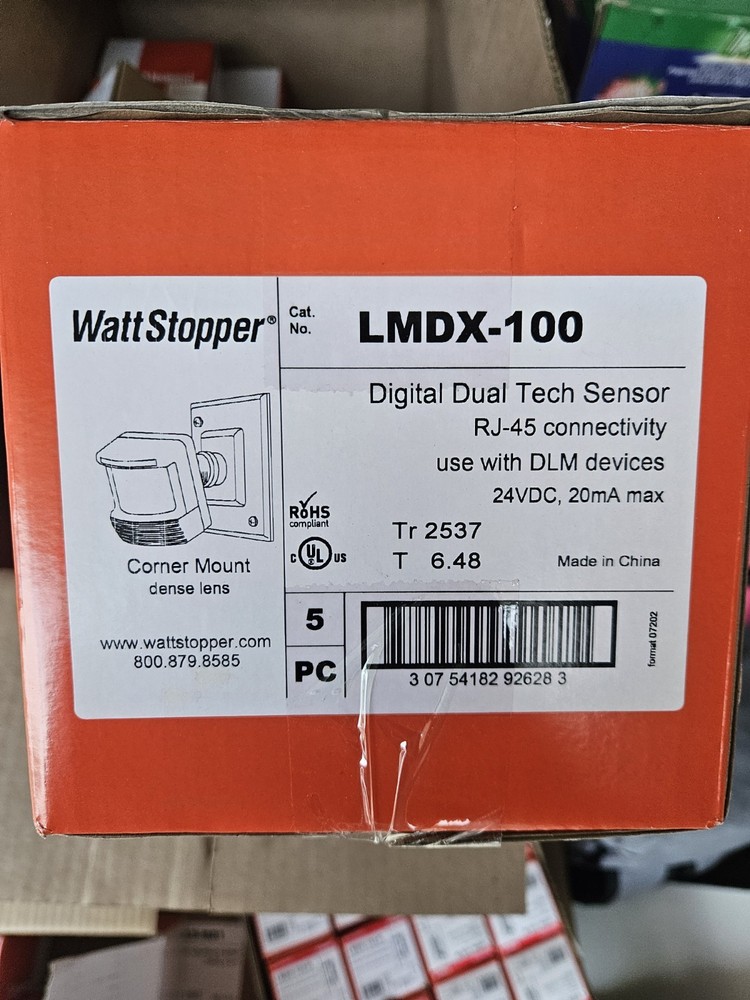 WattStopper®
Cat.
No.
LMDX-100
Digital Dual Tech Sensor
RJ-45 connectivity
use with DLM devices
24VDC, 20mA max
RoHS
compliant
c UL us
Tr 2537
T 6.48
Made in China
Corner Mount
dense lens
www.wattstopper.com
800.879.8585
5
PC
3 07 54182 92628 3
format 07202